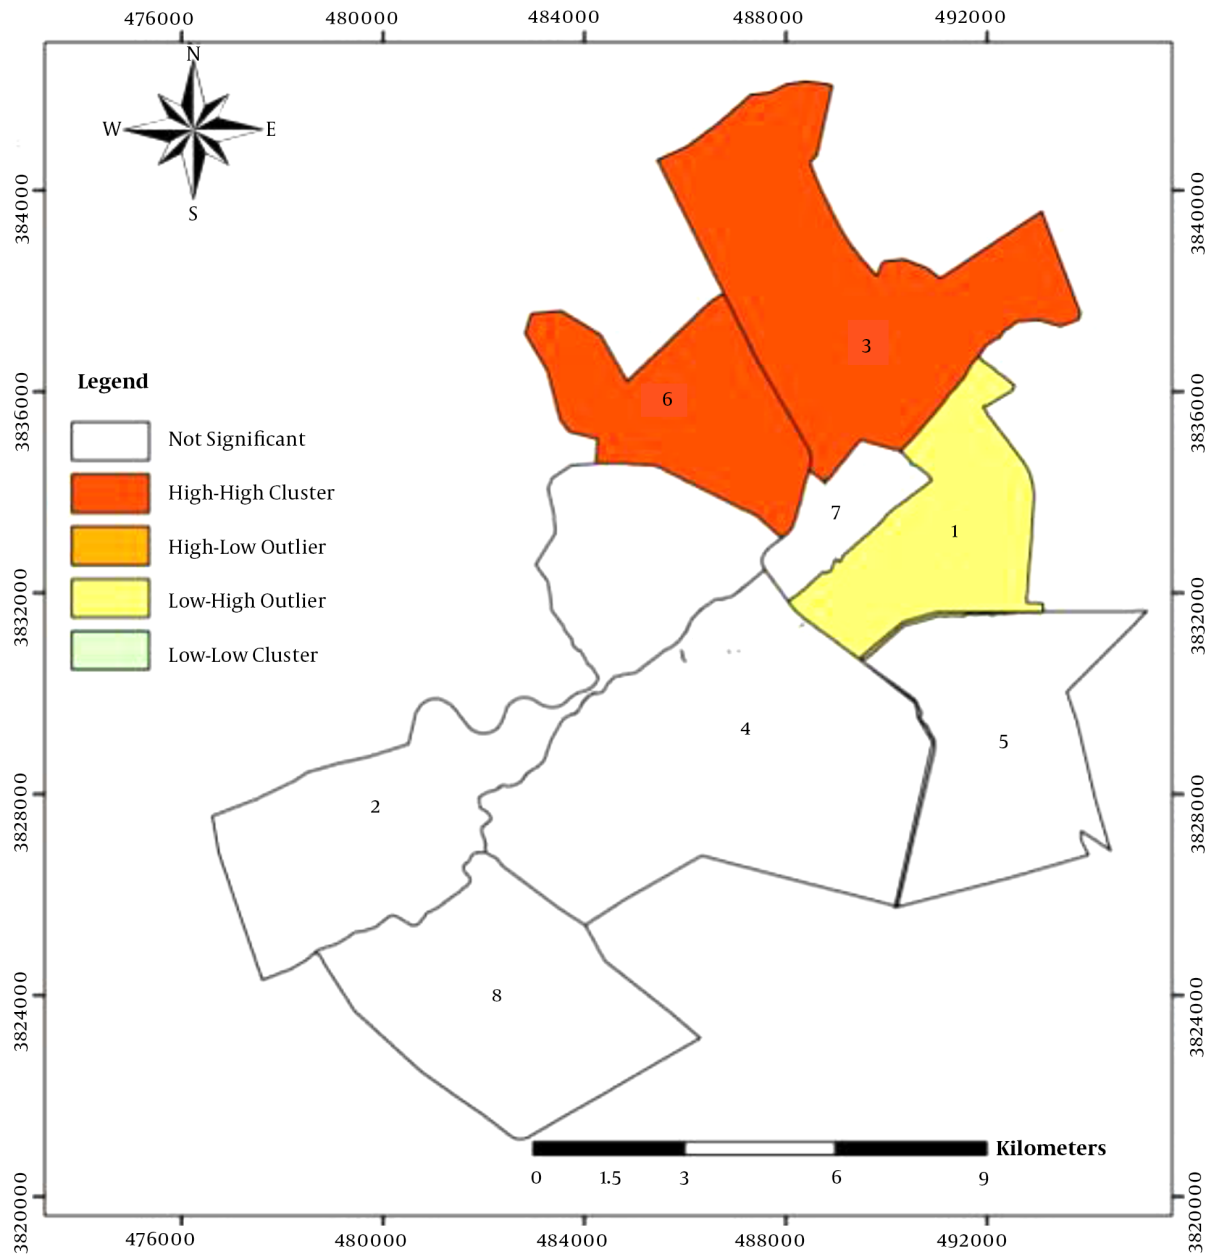 476000 480000 484000 488000 492000
N
W E
S
3840000 3840000
3
Legend
6
3836000 3836000
Not Significant
High-High Cluster
7
High-Low Outlier
1
Low-High Outlier
3832000 3832000
Low-Low Cluster
4
5
2
3828000 3828000
8
3824000 3824000
Kilometers
0 1.5 3 6 9
3820000 3820000
476000 480000 484000 488000 492000